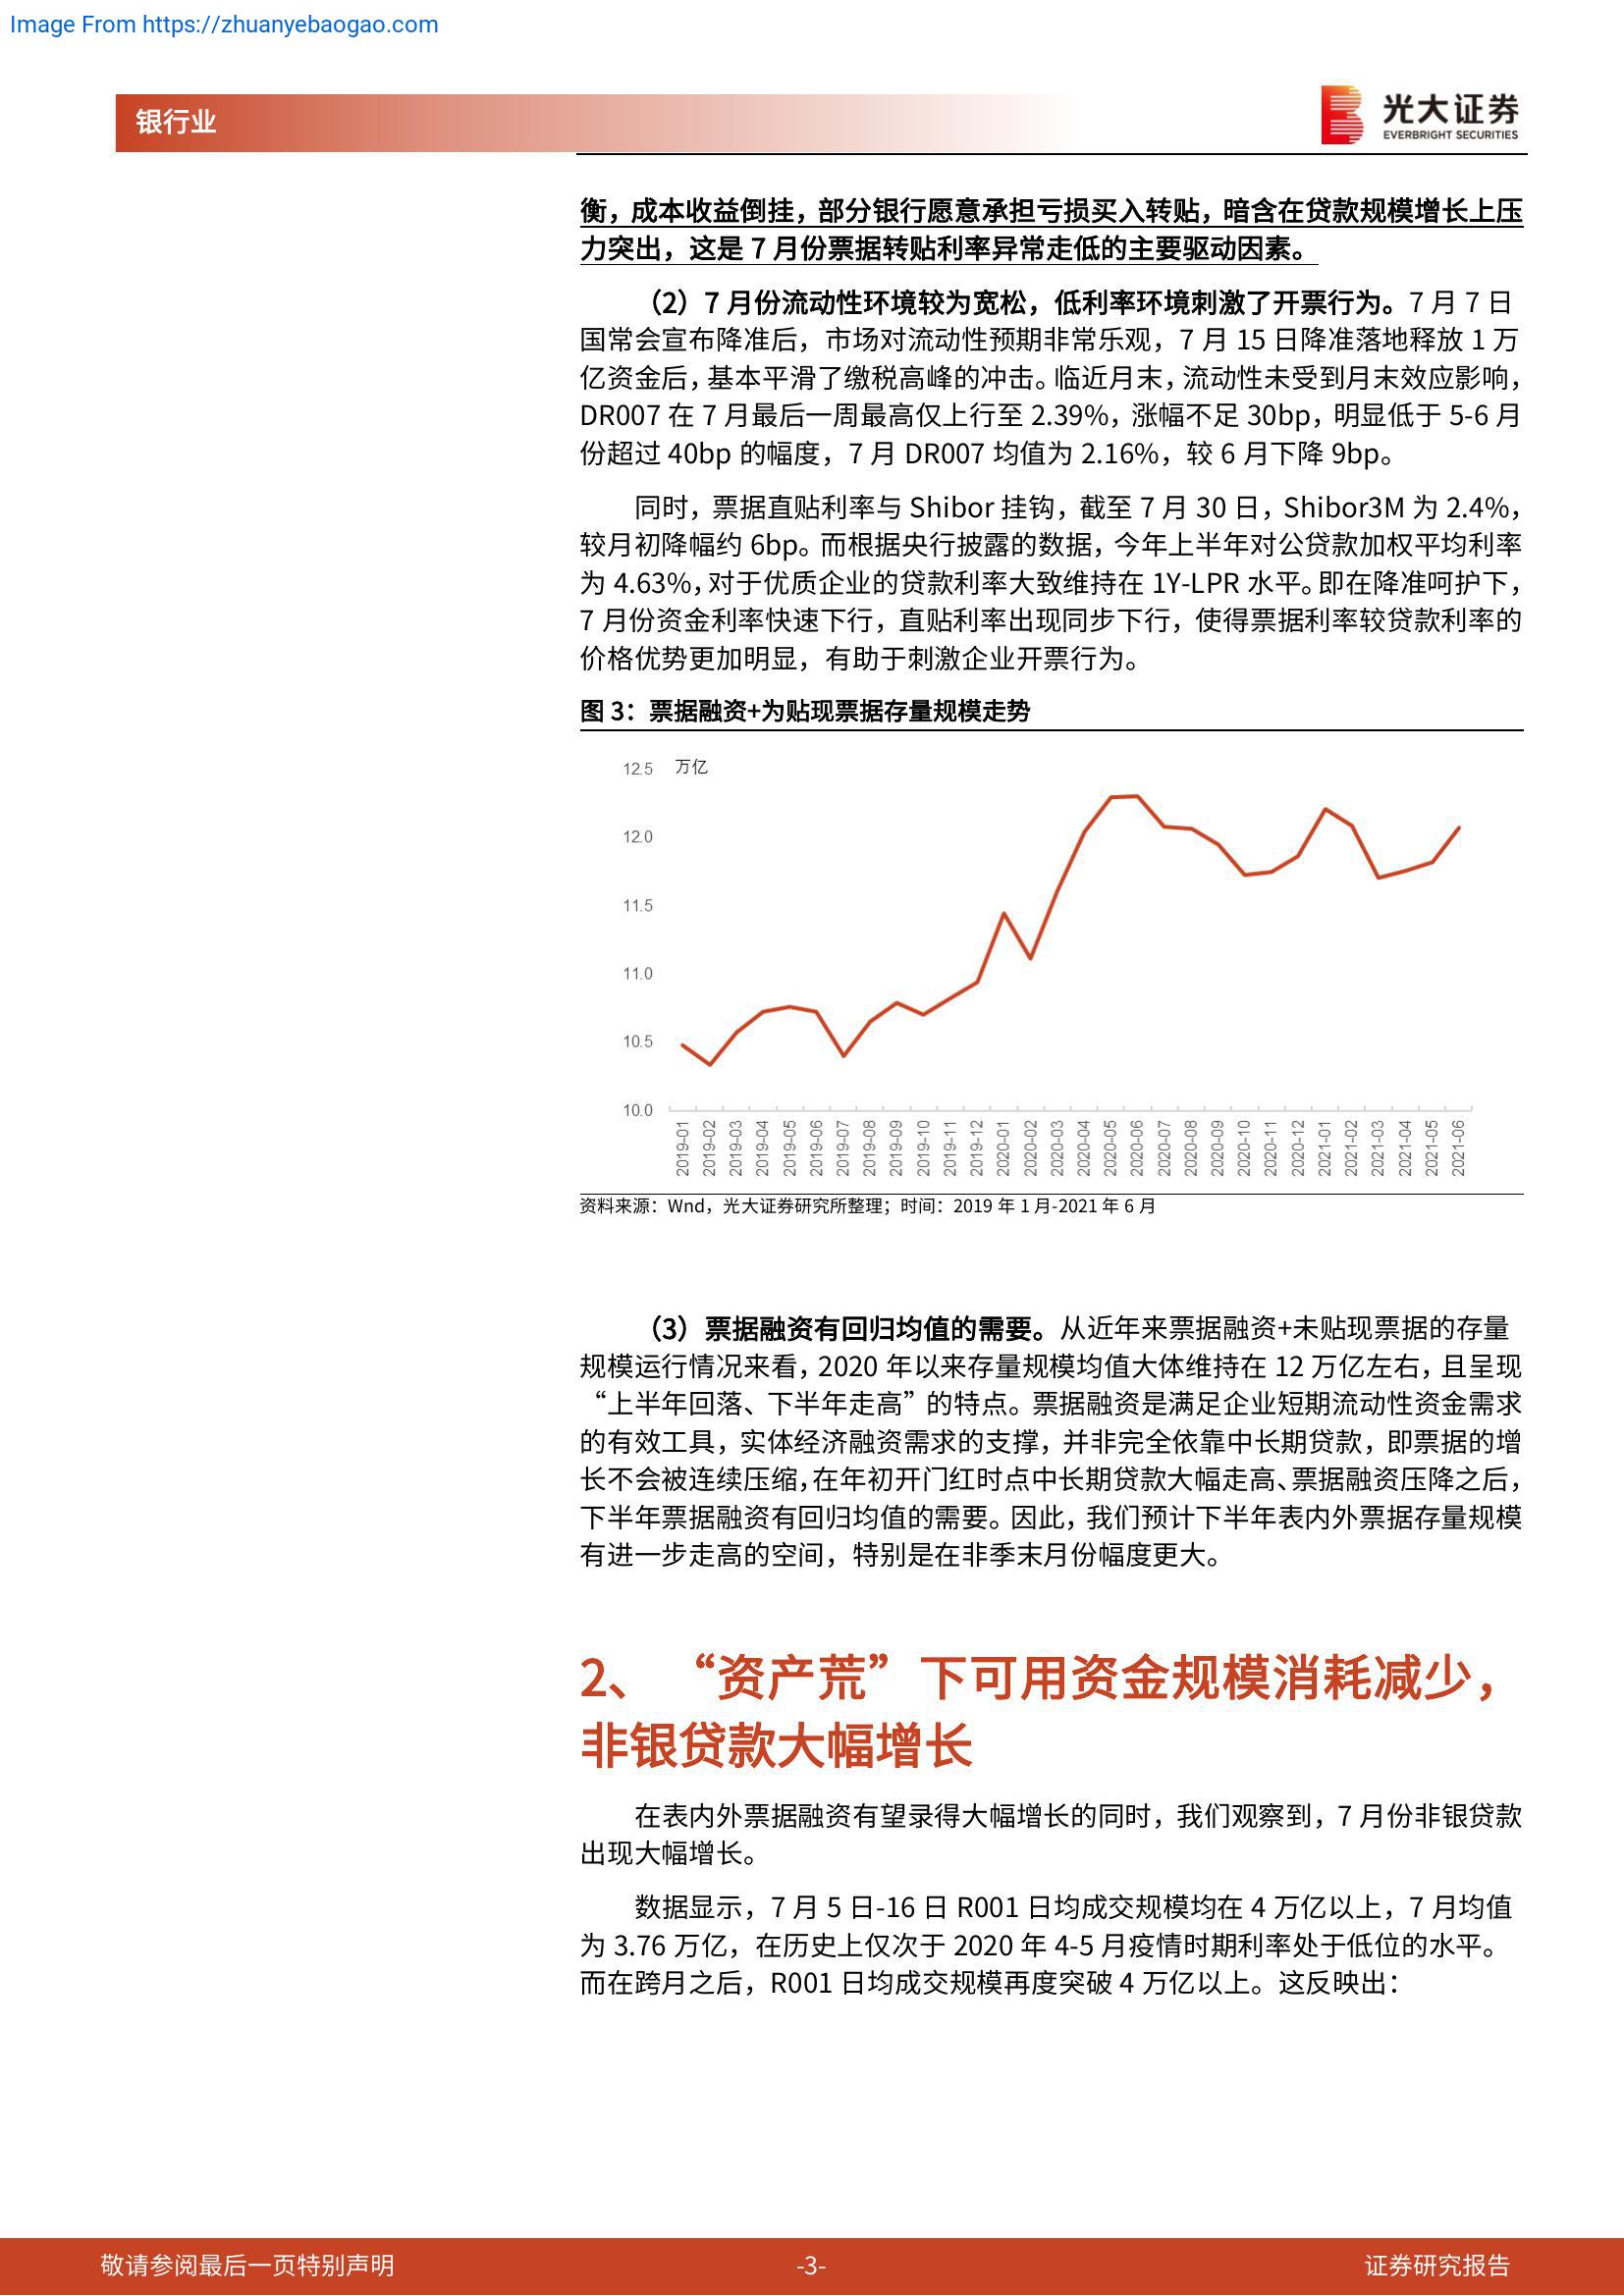 Image From https://zhuanyebaogao.com
银行业
光大证券
EVERBRIGHT SECURITIES
衡，成本收益倒挂，部分银行愿意承担亏损买入转贴，暗含在贷款规模增长上压
力突出，这是 7 月份票据转贴利率异常走低的主要驱动因素。
（2）7 月份流动性环境较为宽松，低利率环境刺激了开票行为。7 月 7 日
国常会宣布降准后，市场对流动性预期非常乐观，7 月 15 日降准落地释放 1 万
亿资金后，基本平滑了缴税高峰的冲击。临近月末，流动性未受到月末效应影响，
DR007 在 7 月最后一周最高仅上行至 2.39%，涨幅不足 30bp，明显低于 5-6 月
份超过 40bp 的幅度，7 月 DR007 均值为 2.16%，较 6 月下降 9bp。
同时，票据直贴利率与 Shibor 挂钩，截至 7 月 30 日，Shibor3M 为 2.4%，
较月初降幅约 6bp。而根据央行披露的数据，今年上半年对公贷款加权平均利率
为 4.63%，对于优质企业的贷款利率大致维持在 1Y-LPR 水平。即在降准呵护下，
7 月份资金利率快速下行，直贴利率出现同步下行，使得票据利率较贷款利率的
价格优势更加明显，有助于刺激企业开票行为。
图 3：票据融资+为贴现票据存量规模走势
万亿
12.5
12.0
11.5
11.0
10.5
10.0
2019-01
2019-02
2019-03
2019-04
2019-05
2019-06
2019-07
2019-08
2019-09
2019-10
2019-11
2019-12
2020-01
2020-02
2020-03
2020-04
2020-05
2020-06
2020-07
2020-08
2020-09
2020-10
2020-11
2020-12
2021-01
2021-02
2021-03
2021-04
2021-05
2021-06
资料来源：Wnd，光大证券研究所整理；时间：2019 年 1 月-2021 年 6 月
（3）票据融资有回归均值的需要。从近年来票据融资+未贴现票据的存量
规模运行情况来看，2020 年以来存量规模均值大体维持在 12 万亿左右，且呈现
“上半年回落、下半年走高”的特点。票据融资是满足企业短期流动性资金需求
的有效工具，实体经济融资需求的支撑，并非完全依靠中长期贷款，即票据的增
长不会被连续压缩，在年初开门红时点中长期贷款大幅走高、票据融资压降之后，
下半年票据融资有回归均值的需要。因此，我们预计下半年表内外票据存量规模
有进一步走高的空间，特别是在非季末月份幅度更大。
2、 “资产荒”下可用资金规模消耗减少，
非银贷款大幅增长
在表内外票据融资有望录得大幅增长的同时，我们观察到，7 月份非银贷款
出现大幅增长。
数据显示，7 月 5 日-16 日 R001 日均成交规模均在 4 万亿以上，7 月均值
为 3.76 万亿，在历史上仅次于 2020 年 4-5 月疫情时期利率处于低位的水平。
而在跨月之后，R001 日均成交规模再度突破 4 万亿以上。这反映出：
敬请参阅最后一页特别声明
-3-
证券研究报告